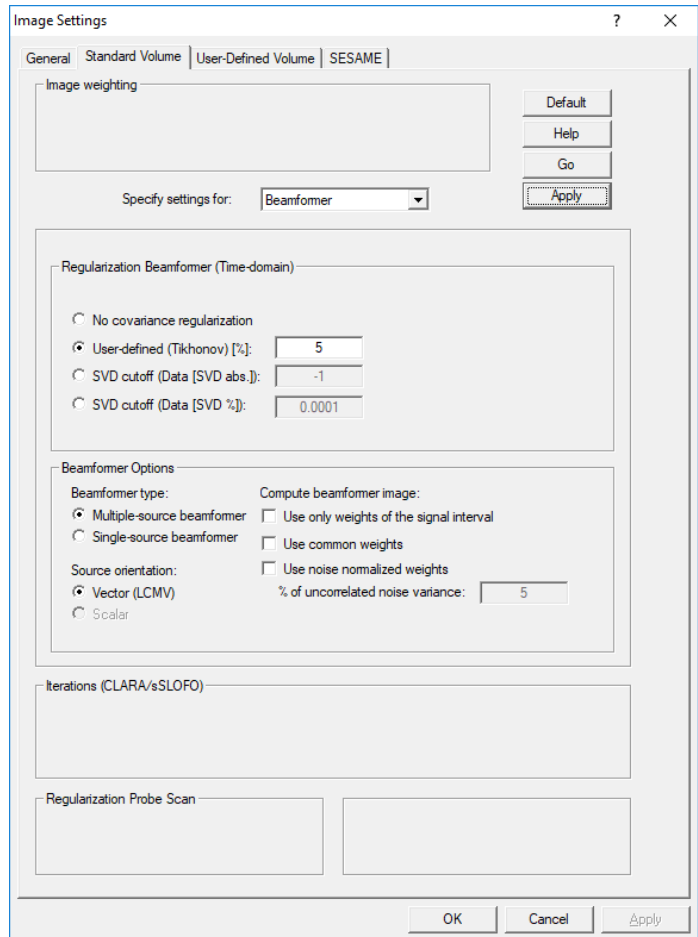 Image Settings
General Standard Volume User-Defined Volume SESAME
Image weighting
Default
Help
Go
Specify settings for: Beamformer Apply
Regularization Beamformer (Time-domain)
No covariance regularization
User-defined (Tikhonov) [%]: 5
SVD cutoff (Data [SVD abs.]): -1
SVD cutoff (Data [SVD %]): 0.0001
Beamformer Options
Beamformer type: Compute beamformer image:
Multiple-source beamformer Use only weights of the signal interval
Single-source beamformer Use common weights
Source orientation: Use noise normalized weights
Vector (LCMV) % of uncorrelated noise variance: 5
Scalar
Iterations (CLARA/sSLOFO)
Regularization Probe Scan
OK Cancel Apply